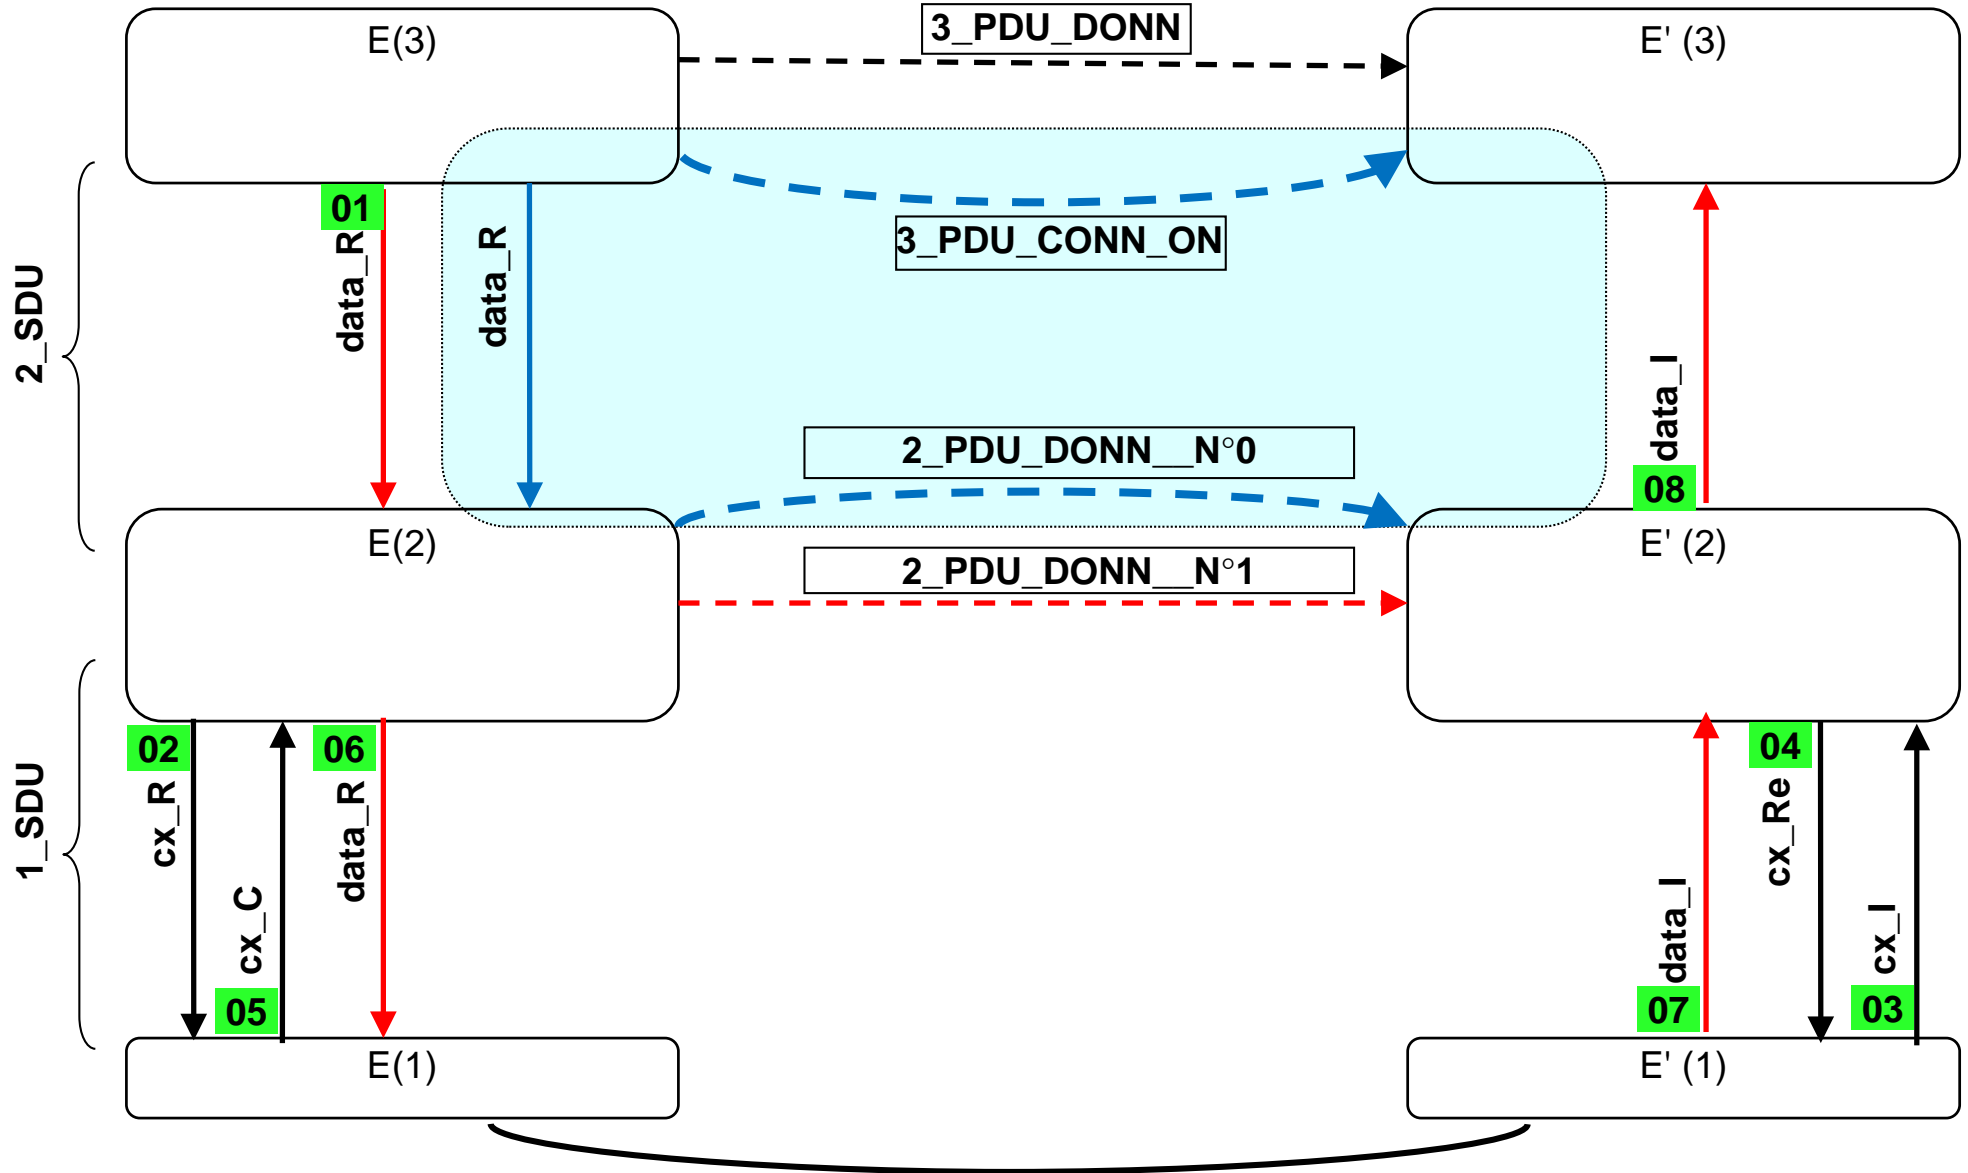 E(3)
3_PDU_DONN
E' (3)
01
data_R
data_R
3_PDU_CONN_ON
2_SDU
data_I
08
2_PDU_DONN__N°0
E(2)
E' (2)
2_PDU_DONN__N°1
02
cx_R
05
cx_C
06
data_R
1_SDU
04
cx_Re
07
data_I
03
cx_I
E(1)
E' (1)